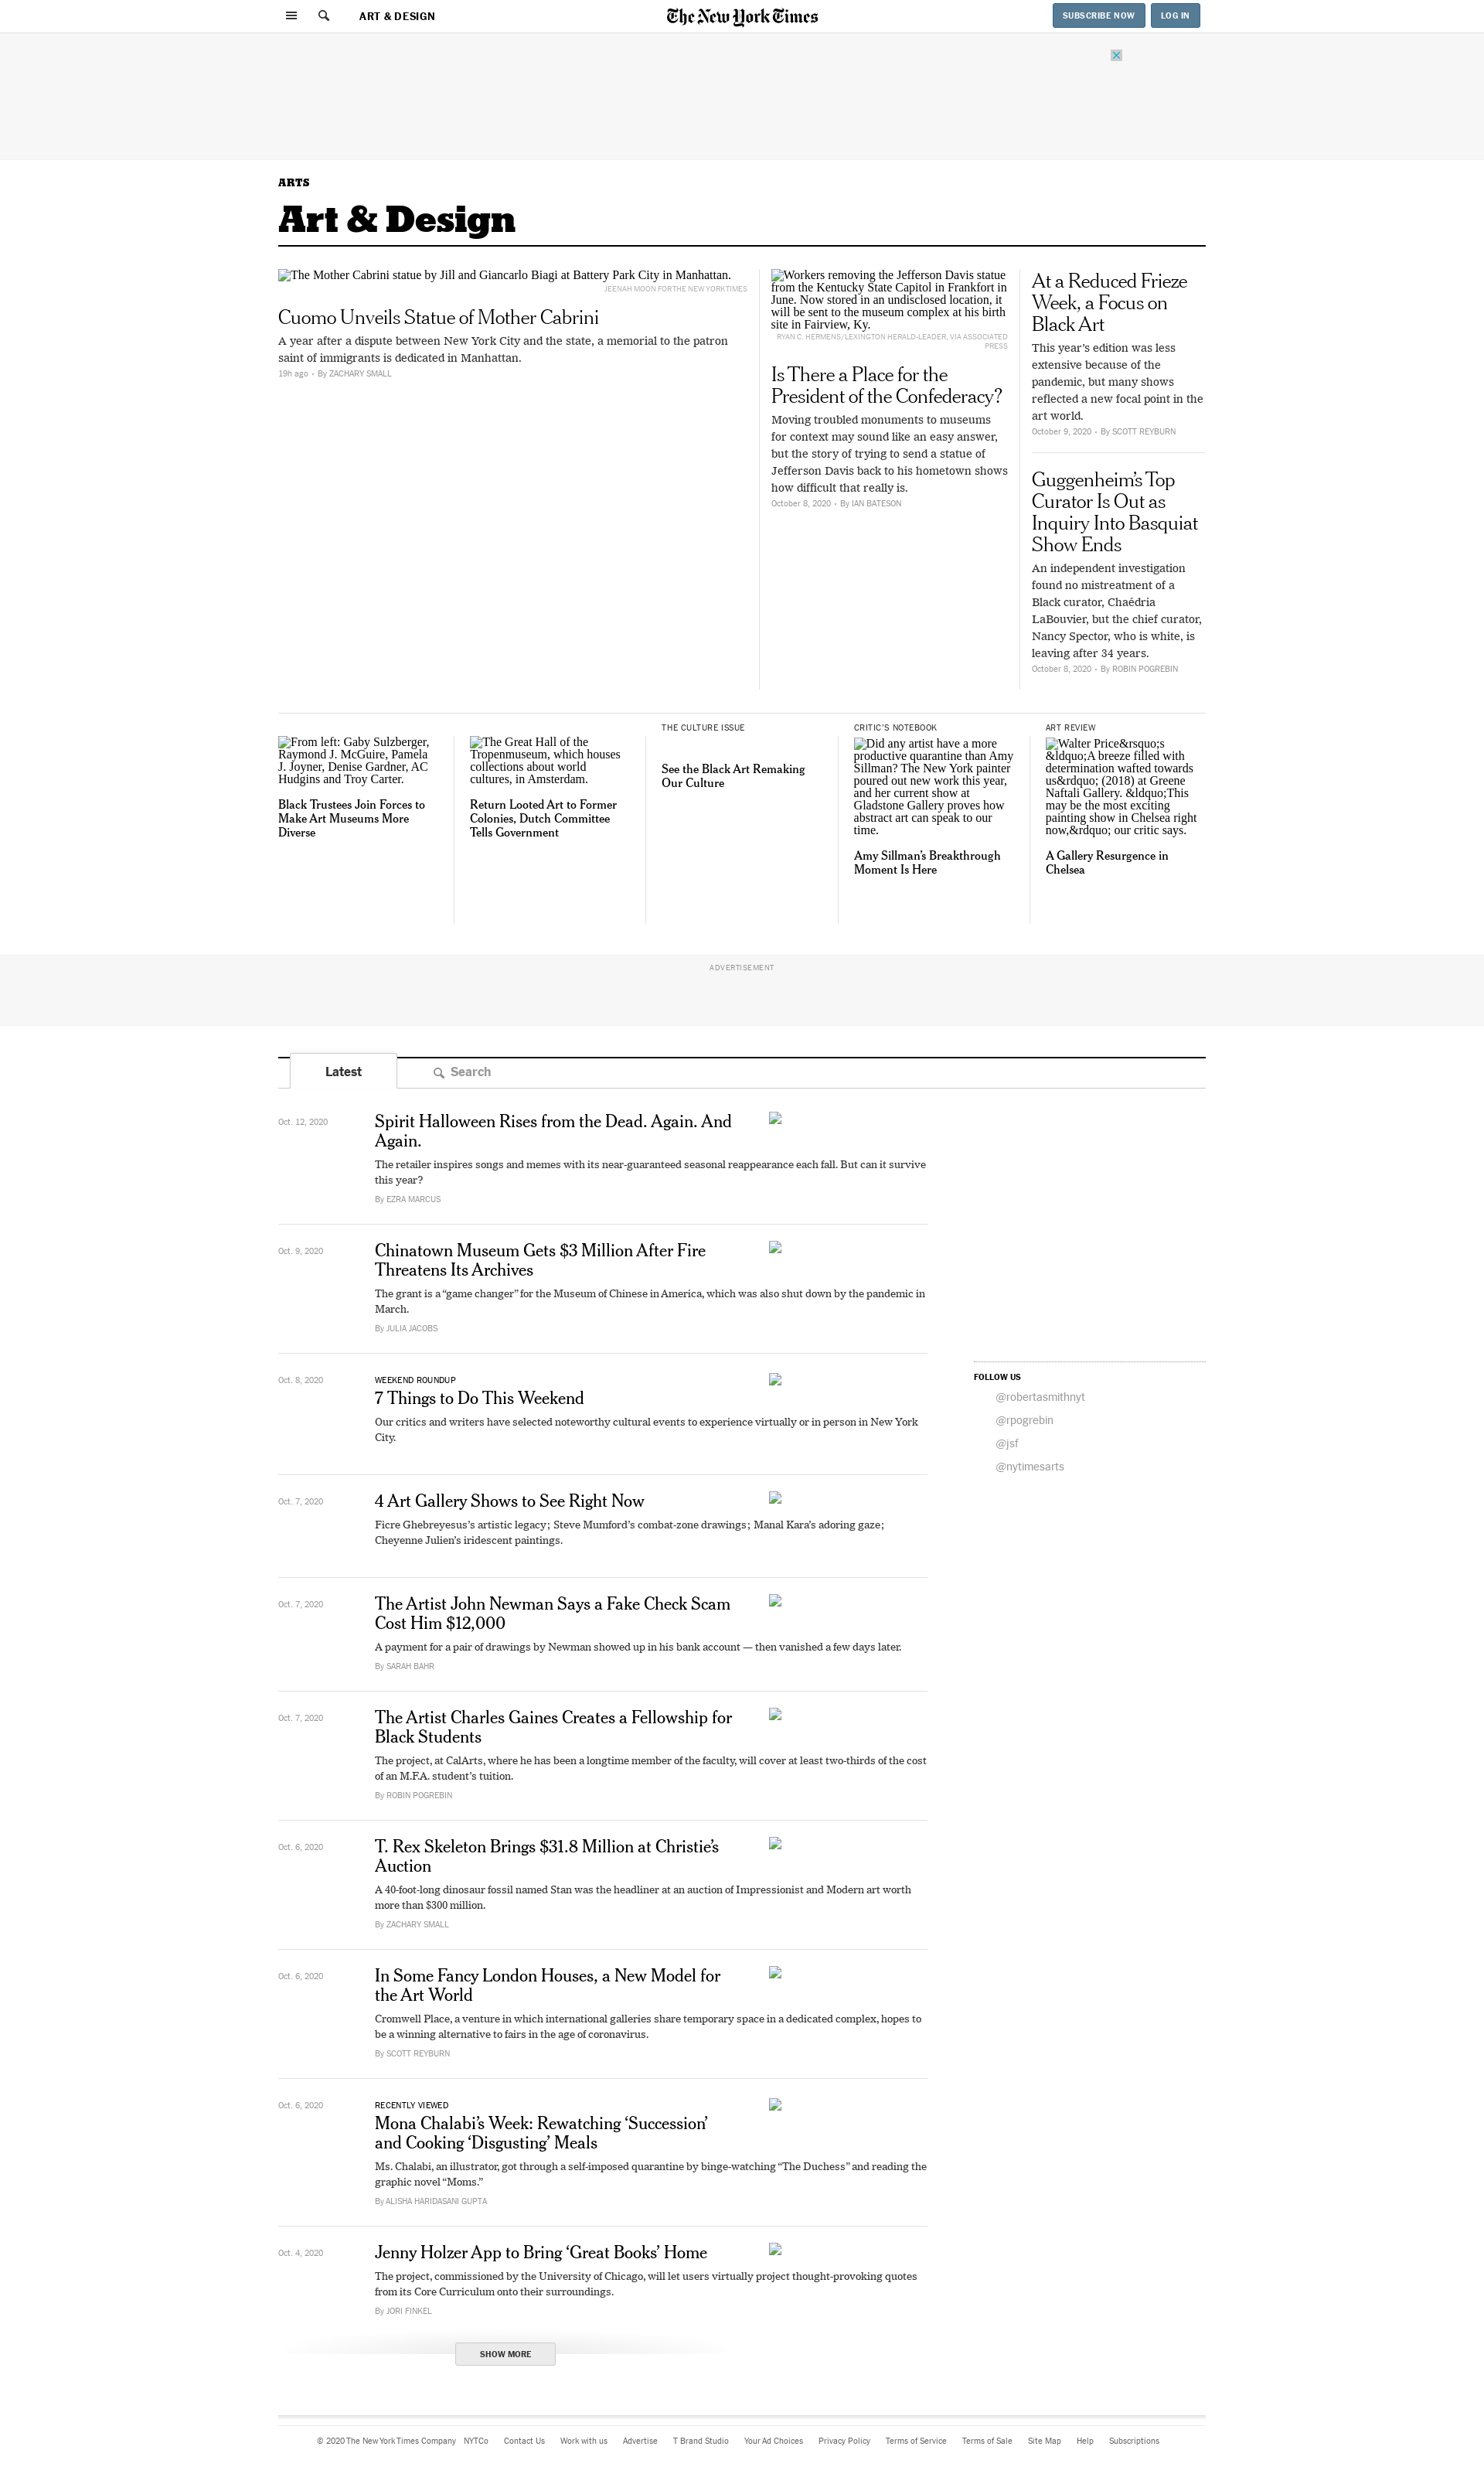 ART & DESIGN
The New York Times
SUBSCRIBE NOW
LOG IN
ARTS
Art & Design
The Mother Cabrini statue by Jill and Giancarlo Biagi at Battery Park City in Manhattan.
JEENAH MOON FOR THE NEW YORK TIMES
Cuomo Unveils Statue of Mother Cabrini
A year after a dispute between New York City and the state, a memorial to the patron
saint of immigrants is dedicated in Manhattan.
19h ago • By ZACHARY SMALL
Workers removing the Jefferson Davis statue
from the Kentucky State Capitol in Frankfort in
June. Now stored in an undisclosed location, it
will be sent to the museum complex at his birth
site in Fairview, Ky.
RYAN C. HERMENS/LEXINGTON HERALD-LEADER, VIA ASSOCIATED
PRESS
Is There a Place for the
President of the Confederacy?
Moving troubled monuments to museums
for context may sound like an easy answer,
but the story of trying to send a statue of
Jefferson Davis back to his hometown shows
how difficult that really is.
October 8, 2020 • By IAN BATESON
At a Reduced Frieze
Week, a Focus on
Black Art
This year's edition was less
extensive because of the
pandemic, but many shows
reflected a new focal point in the
art world.
October 9, 2020 • By SCOTT REYBURN
Guggenheim's Top
Curator Is Out as
Inquiry Into Basquiat
Show Ends
An independent investigation
found no mistreatment of a
Black curator, Chaédria
LaBouvier, but the chief curator,
Nancy Spector, who is white, is
leaving after 34 years.
October 8, 2020 • By ROBIN POGREBIN
From left: Gaby Sulzberger,
Raymond J. McGuire, Pamela
J. Joyner, Denise Gardner, AC
Hudgins and Troy Carter.
Black Trustees Join Forces to
Make Art Museums More
Diverse
The Great Hall of the
Tropenmuseum, which houses
collections about world
cultures, in Amsterdam.
Return Looted Art to Former
Colonies, Dutch Committee
Tells Government
THE CULTURE ISSUE
See the Black Art Remaking
Our Culture
CRITIC'S NOTEBOOK
Did any artist have a more
productive quarantine than Amy
Sillman? The New York painter
poured out new work this year,
and her current show at
Gladstone Gallery proves how
abstract art can speak to our
time.
Amy Sillman's Breakthrough
Moment Is Here
ART REVIEW
Walter Price&rsquo;s
&ldquo;A breeze filled with
determination wafted towards
us&rdquo; (2018) at Greene
Naftali Gallery. &ldquo;This
may be the most exciting
painting show in Chelsea right
now,&rdquo; our critic says.
A Gallery Resurgence in
Chelsea
ADVERTISEMENT
Latest
Search
Oct. 12, 2020
Spirit Halloween Rises from the Dead. Again. And
Again.
The retailer inspires songs and memes with its near-guaranteed seasonal reappearance each fall. But can it survive
this year?
By EZRA MARCUS
Oct. 9, 2020
Chinatown Museum Gets $3 Million After Fire
Threatens Its Archives
The grant is a “game changer” for the Museum of Chinese in America, which was also shut down by the pandemic in
March.
By JULIA JACOBS
Oct. 8, 2020
WEEKEND ROUNDUP
7 Things to Do This Weekend
Our critics and writers have selected noteworthy cultural events to experience virtually or in person in New York
City.
FOLLOW US
@robertasmithnyt
@rpogrebin
@jsf
@nytimesarts
Oct. 7, 2020
4 Art Gallery Shows to See Right Now
Ficre Ghebreyesus's artistic legacy; Steve Mumford's combat-zone drawings; Manal Kara's adoring gaze;
Cheyenne Julien's iridescent paintings.
Oct. 7, 2020
The Artist John Newman Says a Fake Check Scam
Cost Him $12,000
A payment for a pair of drawings by Newman showed up in his bank account — then vanished a few days later.
By SARAH BAHR
Oct. 7, 2020
The Artist Charles Gaines Creates a Fellowship for
Black Students
The project, at CalArts, where he has been a longtime member of the faculty, will cover at least two-thirds of the cost
of an M.F.A. student's tuition.
By ROBIN POGREBIN
Oct. 6, 2020
T. Rex Skeleton Brings $31.8 Million at Christie's
Auction
A 40-foot-long dinosaur fossil named Stan was the headliner at an auction of Impressionist and Modern art worth
more than $300 million.
By ZACHARY SMALL
Oct. 6, 2020
In Some Fancy London Houses, a New Model for
the Art World
Cromwell Place, a venture in which international galleries share temporary space in a dedicated complex, hopes to
be a winning alternative to fairs in the age of coronavirus.
By SCOTT REYBURN
Oct. 6, 2020
RECENTLY VIEWED
Mona Chalabi's Week: Rewatching ‘Succession’
and Cooking ‘Disgusting’ Meals
Ms. Chalabi, an illustrator, got through a self-imposed quarantine by binge-watching “The Duchess” and reading the
graphic novel “Moms.”
By ALISHA HARIDASANI GUPTA
Oct. 4, 2020
Jenny Holzer App to Bring ‘Great Books’ Home
The project, commissioned by the University of Chicago, will let users virtually project thought-provoking quotes
from its Core Curriculum onto their surroundings.
By JORI FINKEL
SHOW MORE
© 2020 The New York Times Company NYTCo Contact Us Work with us Advertise T Brand Studio Your Ad Choices Privacy Policy Terms of Service Terms of Sale Site Map Help Subscriptions